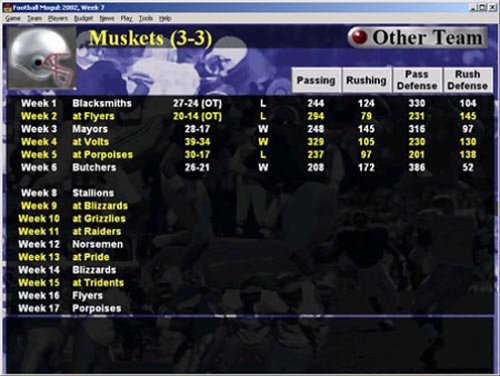 Football Mogul: 2002, Week 7
Game Team Players Budget News Play Tools Help
Muskets (3-3)
Other Team
Passing Rushing Pass Defense Rush Defense
Week 1 Blacksmiths 27-24 (OT) L 244 124 330 104
Week 2 at Flyers 20-14 (OT) L 294 79 231 145
Week 3 Mayors 28-17 W 248 145 316 97
Week 4 at Volts 39-34 W 329 105 230 130
Week 5 at Porpoises 30-17 L 237 97 201 138
Week 6 Butchers 26-21 W 208 172 386 52
Week 8 Stallions
Week 9 at Blizzards
Week 10 at Grizzlies
Week 11 at Raiders
Week 12 Norsemen
Week 13 at Pride
Week 14 Blizzards
Week 15 at Tridents
Week 16 Flyers
Week 17 Porpoises